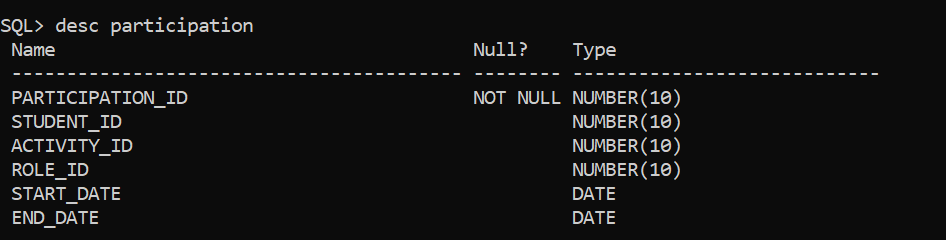 SQL> desc participation
Name Null? Type
----------------------------------------- -------- ----------------------------
PARTICIPATION_ID NOT NULL NUMBER(10)
STUDENT_ID NUMBER(10)
ACTIVITY_ID NUMBER(10)
ROLE_ID NUMBER(10)
START_DATE DATE
END_DATE DATE